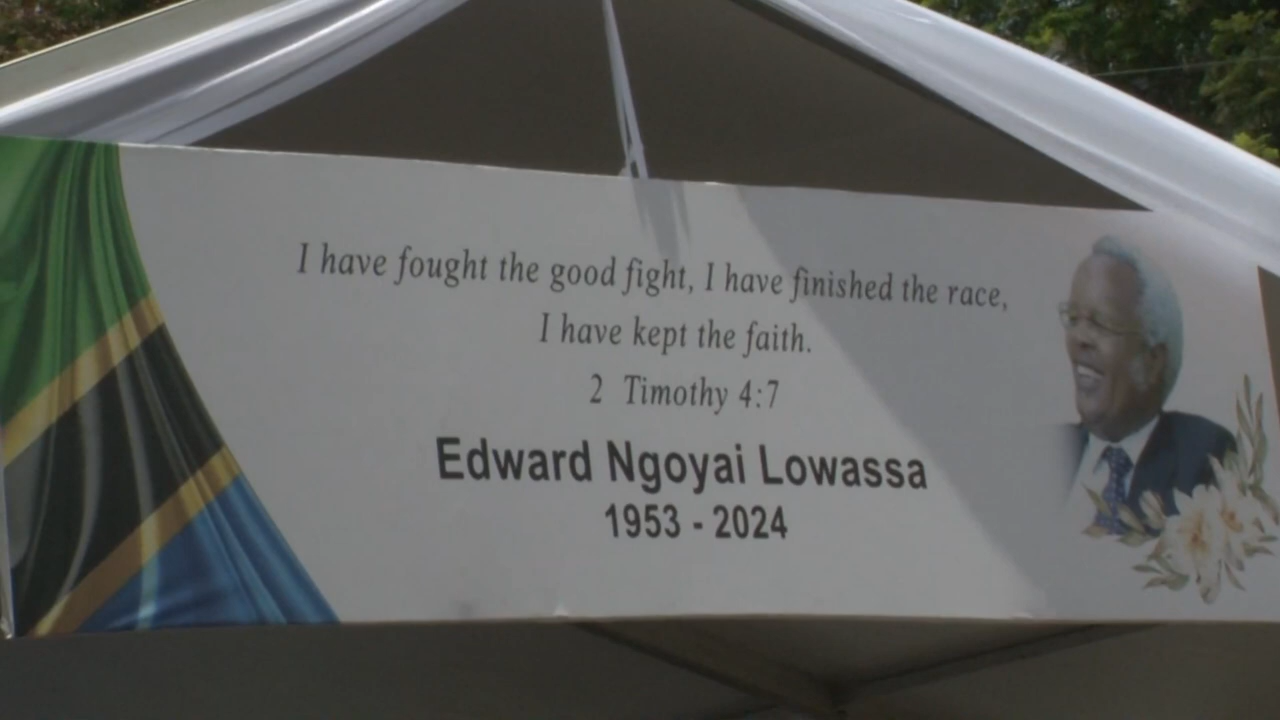 I have fought the good fight, I have finished the race,
I have kept the faith.
2 Timothy 4:7
Edward Ngoyai Lowassa
1953 - 2024